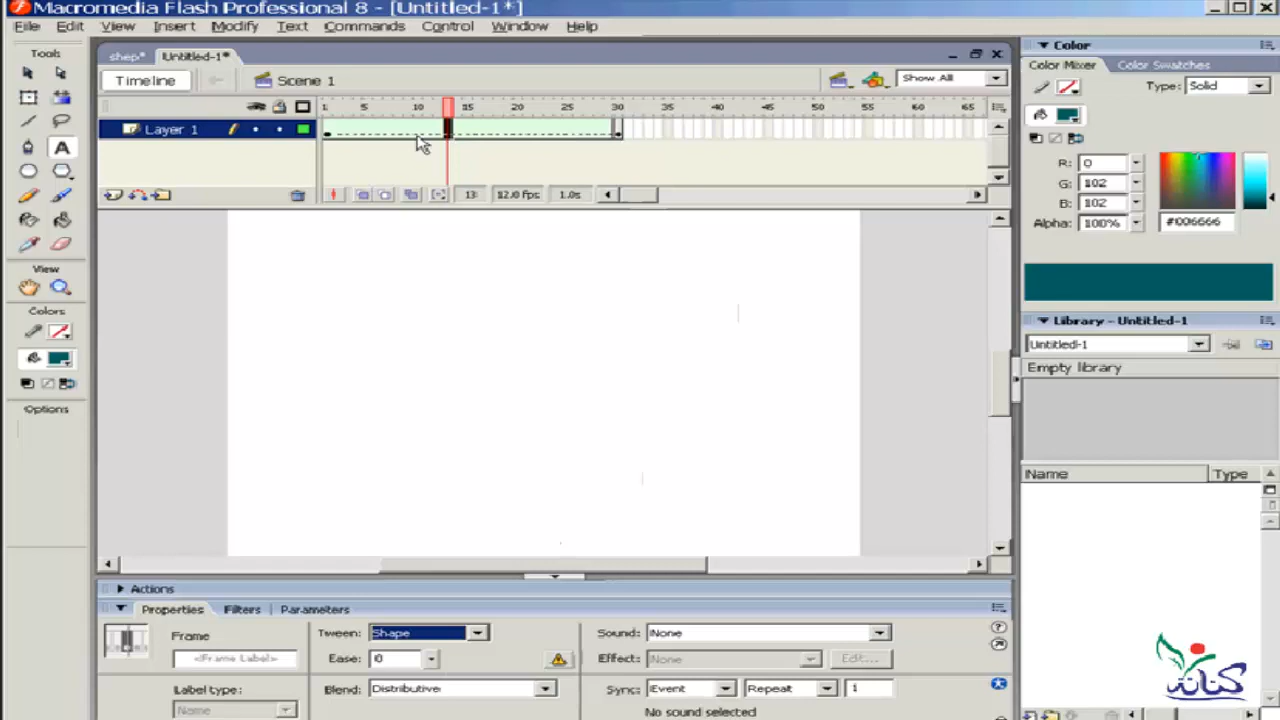 Macromedia Flash Professional 8 - [Untitled-1*]
File Edit View Insert Modify Text Commands Control Window Help
Tools
shep* Untitled-1*
Color
Color Mixer Color Swatches
Timeline Scene 1 Show All
Type: Solid
1 5 10 15 20 25 30 35 40 45 50 55 60 65
Layer 1
A
R: 0
G: 102
B: 102
Alpha: 100% #006666
13 12.0 fps 1.0s
View
Colors
Options
Library - Untitled-1
Untitled-1
Empty library
Name Type
Actions
Properties Filters Parameters
Frame
<Frame Label>
Label type:
Name
Tween: Shape
Ease: 0
Blend: Distributive
Sound: None
Effect: None Edit...
Sync: Event Repeat 1
No sound selected
كنانة